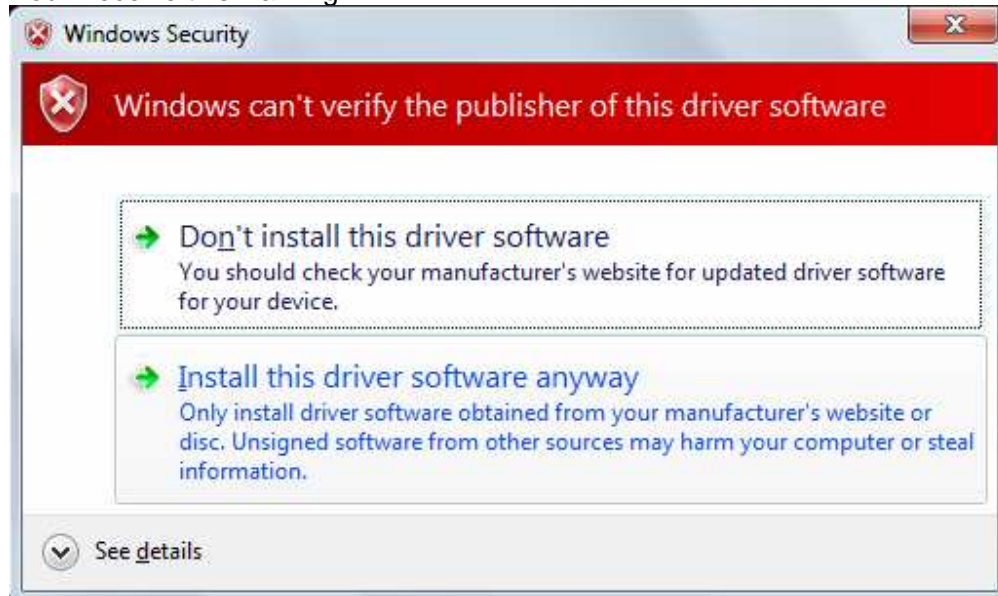 Windows Security
Windows can't verify the publisher of this driver software
Don't install this driver software
You should check your manufacturer's website for updated driver software
for your device.
Install this driver software anyway
Only install driver software obtained from your manufacturer's website or
disc. Unsigned software from other sources may harm your computer or steal
information.
See details